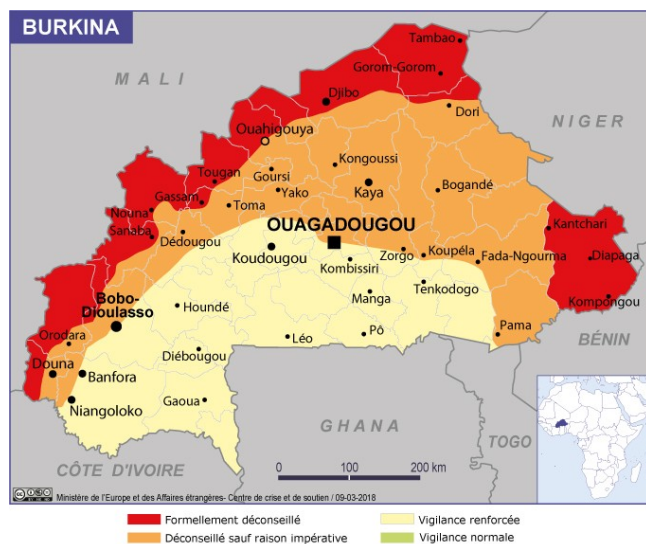 BURKINA
Tambao
MALI
Gorom-Gorom
Djibo
Dori
NIGER
Ouahigouya
Kongoussi
Tougan
Goursi
Kaya
Bogandé
Gassam
Yako
Nouna
Toma
Sanaba
Kantchari
OUAGADOUGOU
Dédougou
Diapaga
Koudougou
Zorgo
Koupéla
Kombissiri
Fada-Ngourma
Bobo-
Dioulasso
Houndé
Manga
Tenkodogo
Kompongou
Orodara
Pama
Pô
Léo
BÉNIN
Diébougou
Douna
Banfora
Niangoloko
Gaoua
GHANA
TOGO
CÔTE D'IVOIRE
0 100 200 km
cc Ministère de l'Europe et des Affaires étrangères- Centre de crise et de soutien / 09-03-2018
Formellement déconseillé
Vigilance renforcée
Déconseillé sauf raison impérative
Vigilance normale